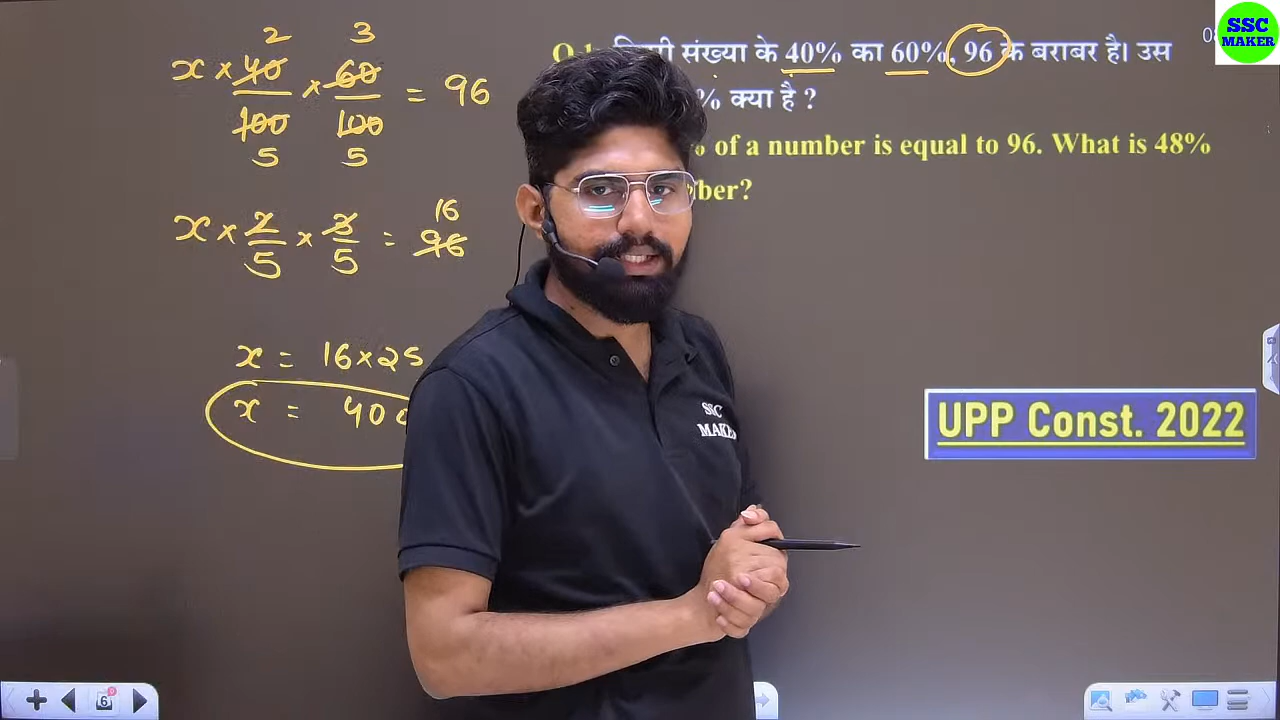 x × 40/100 × 60/100 = 96
2 3
5 5
x × 2/5 × 3/5 = 96
16
x = 16×25
x = 400
संख्या के 40% का 60%, 96 के बराबर है। उस
% क्या है ?
of a number is equal to 96. What is 48%
UPP Const. 2022
SSC
MAKER
SSC
MAKER
6